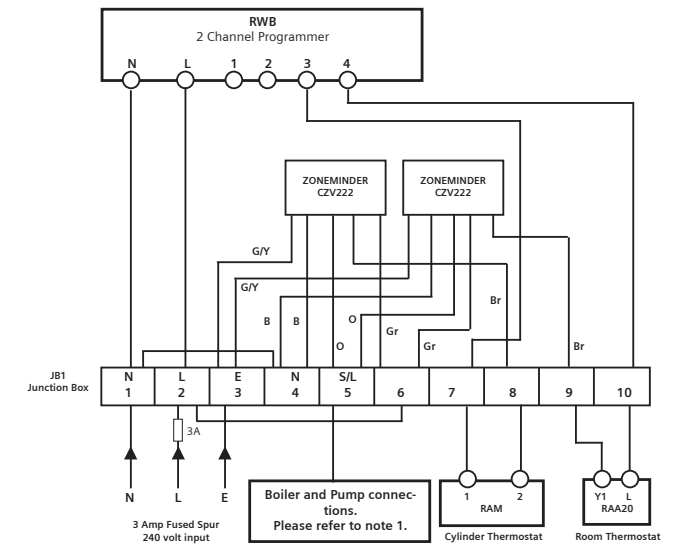 RWB
2 Channel Programmer
N L 1 2 3 4
ZONEMINDER
CZV222
ZONEMINDER
CZV222
G/Y
G/Y
B B O O Gr Gr Br Br
JB1
Junction Box
N L E N S/L
1 2 3 4 5 6 7 8 9 10
3A
N L E
3 Amp Fused Spur
240 volt input
Boiler and Pump connec-
tions.
Please refer to note 1.
1 2
RAM
Cylinder Thermostat
Y1 L
RAA20
Room Thermostat